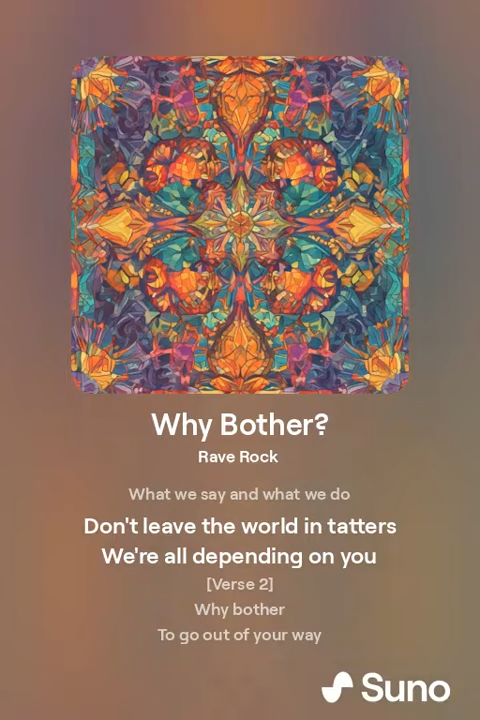 Why Bother?
Rave Rock
What we say and what we do
Don't leave the world in tatters
We're all depending on you
[Verse 2]
Why bother
To go out of your way
Suno